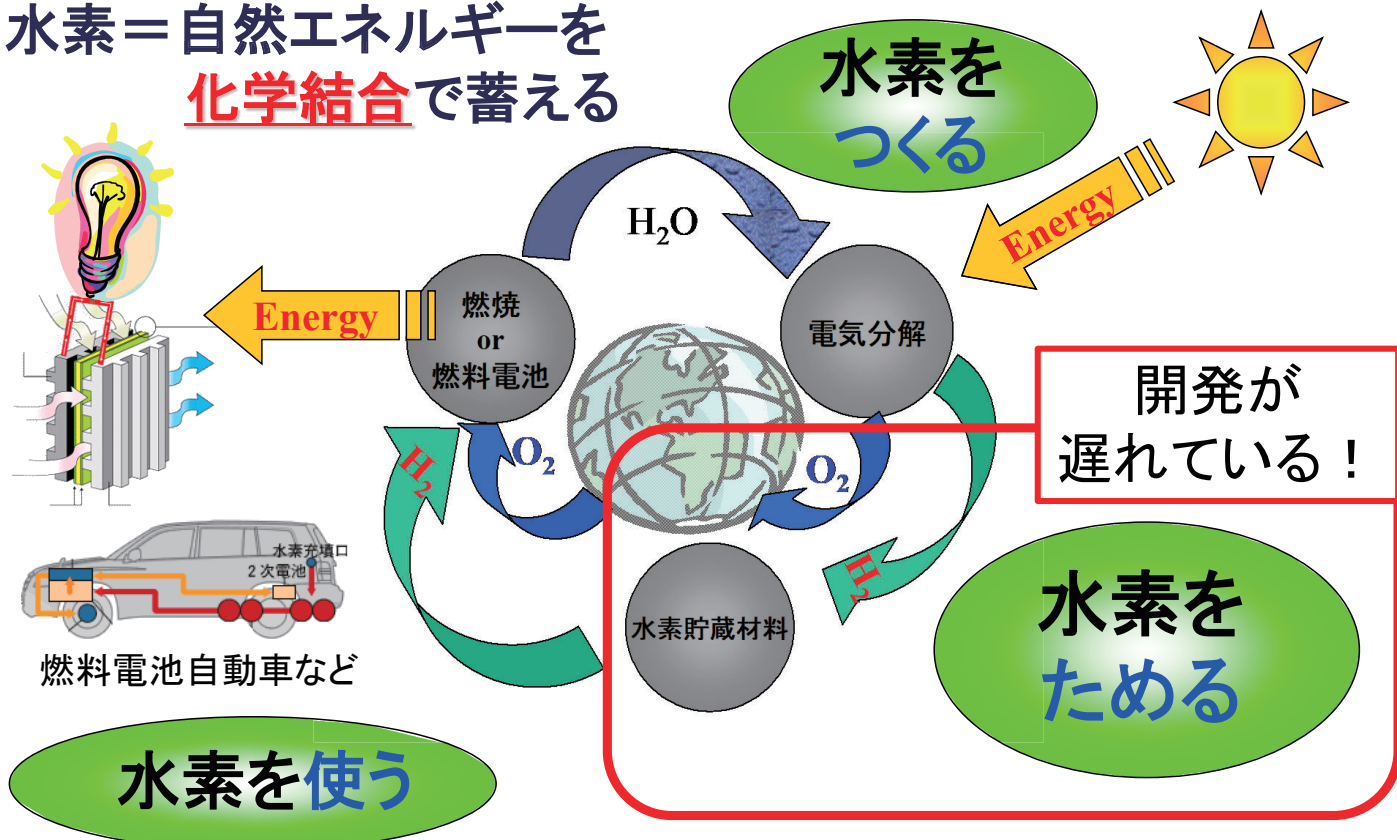 水素＝自然エネルギーを
化学結合で蓄える
水素を
つくる
Energy
H₂O
Energy
燃焼
or
燃料電池
電気分解
開発が
遅れている！
O₂
O₂
H₂
H₂
水素充填口
2次電池
水素貯蔵材料
水素を
ためる
燃料電池自動車など
水素を使う